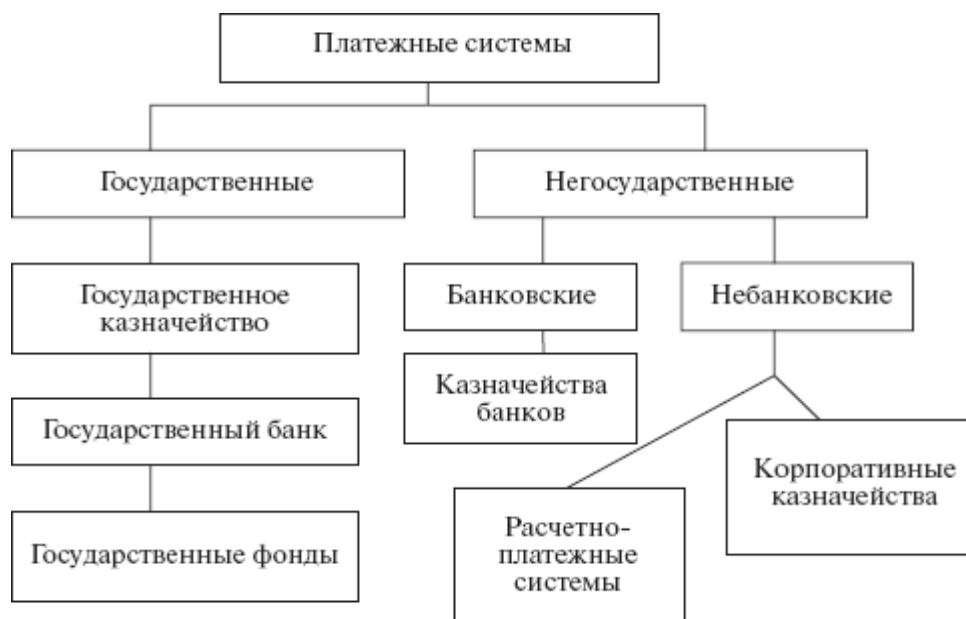 Платежные системы
Государственные
Негосударственные
Государственное
казначейство
Банковские
Небанковские
Казначейства
банков
Государственный банк
Корпоративные
казначейства
Расчетно-
платежные
системы
Государственные фонды